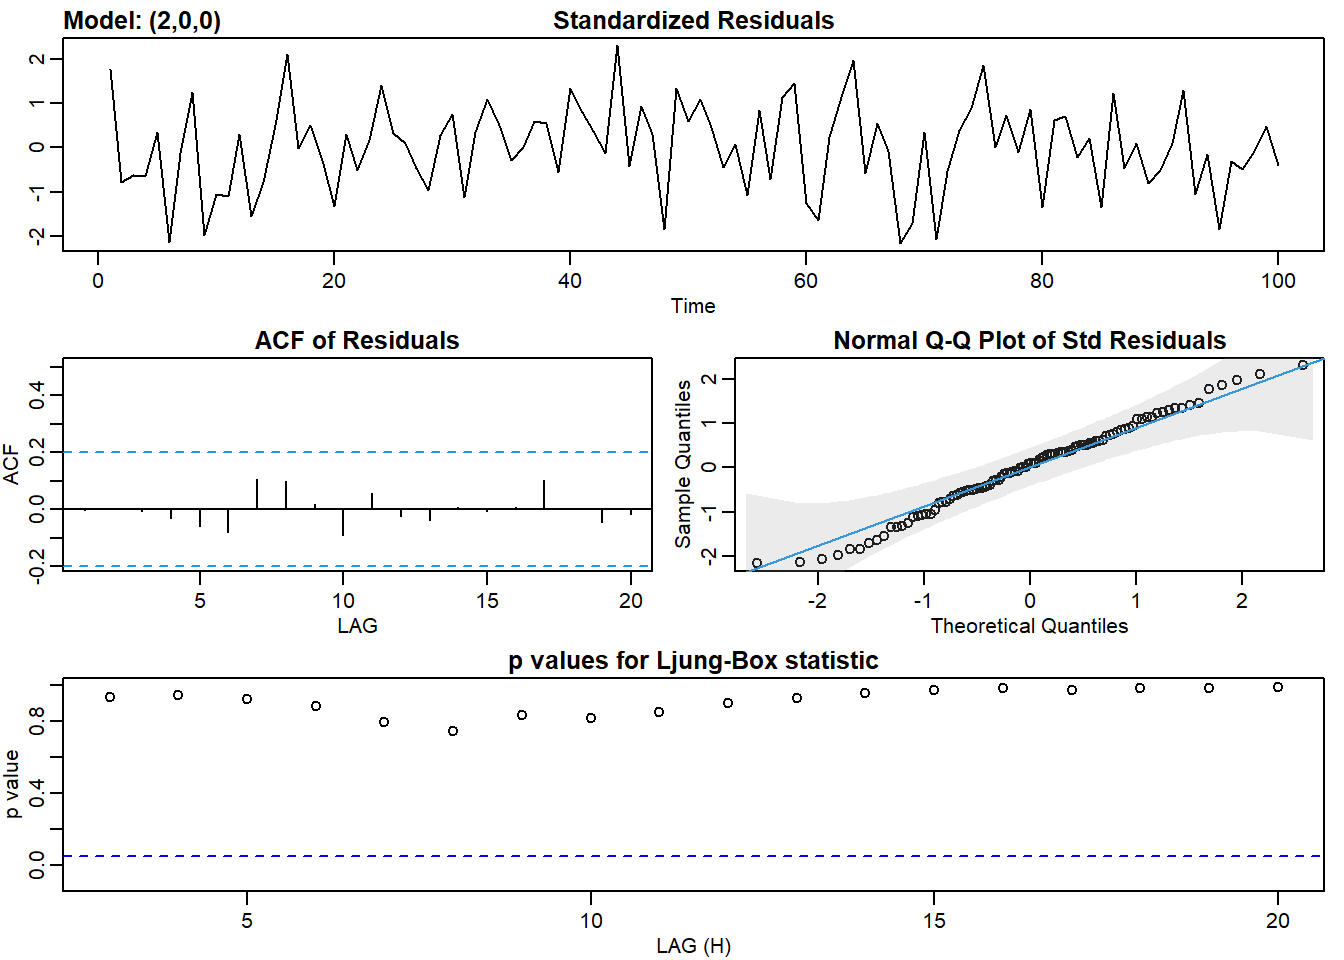 Model: (2,0,0) Standardized Residuals
2
1
0
-1
-2
0 20 40 60 80 100
Time
ACF of Residuals
ACF
0.4
0.2
0.0
-0.2
5 10 15 20
LAG
Normal Q-Q Plot of Std Residuals
Sample Quantiles
2
1
0
-1
-2
-2 -1 0 1 2
Theoretical Quantiles
p values for Ljung-Box statistic
p value
0.8
0.4
0.0
5 10 15 20
LAG (H)